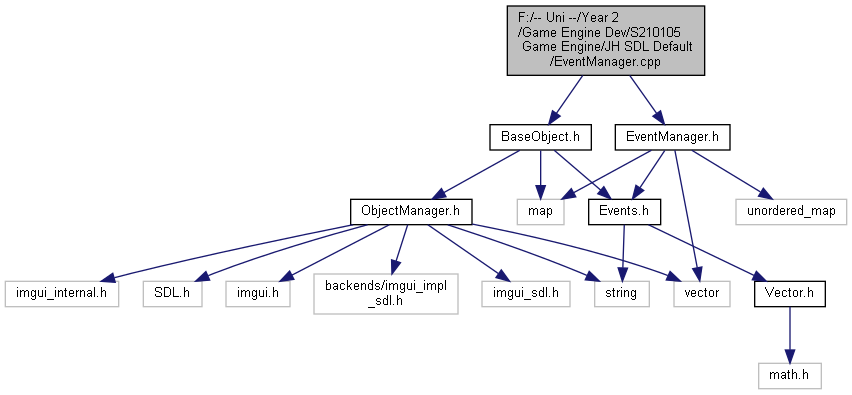 F:/-- Uni --/Year 2
/Game Engine Dev/S210105
Game Engine/JH SDL Default
/EventManager.cpp
BaseObject.h
EventManager.h
ObjectManager.h
map
Events.h
unordered_map
imgui_internal.h
SDL.h
imgui.h
backends/imgui_impl
_sdl.h
imgui_sdl.h
string
vector
Vector.h
math.h